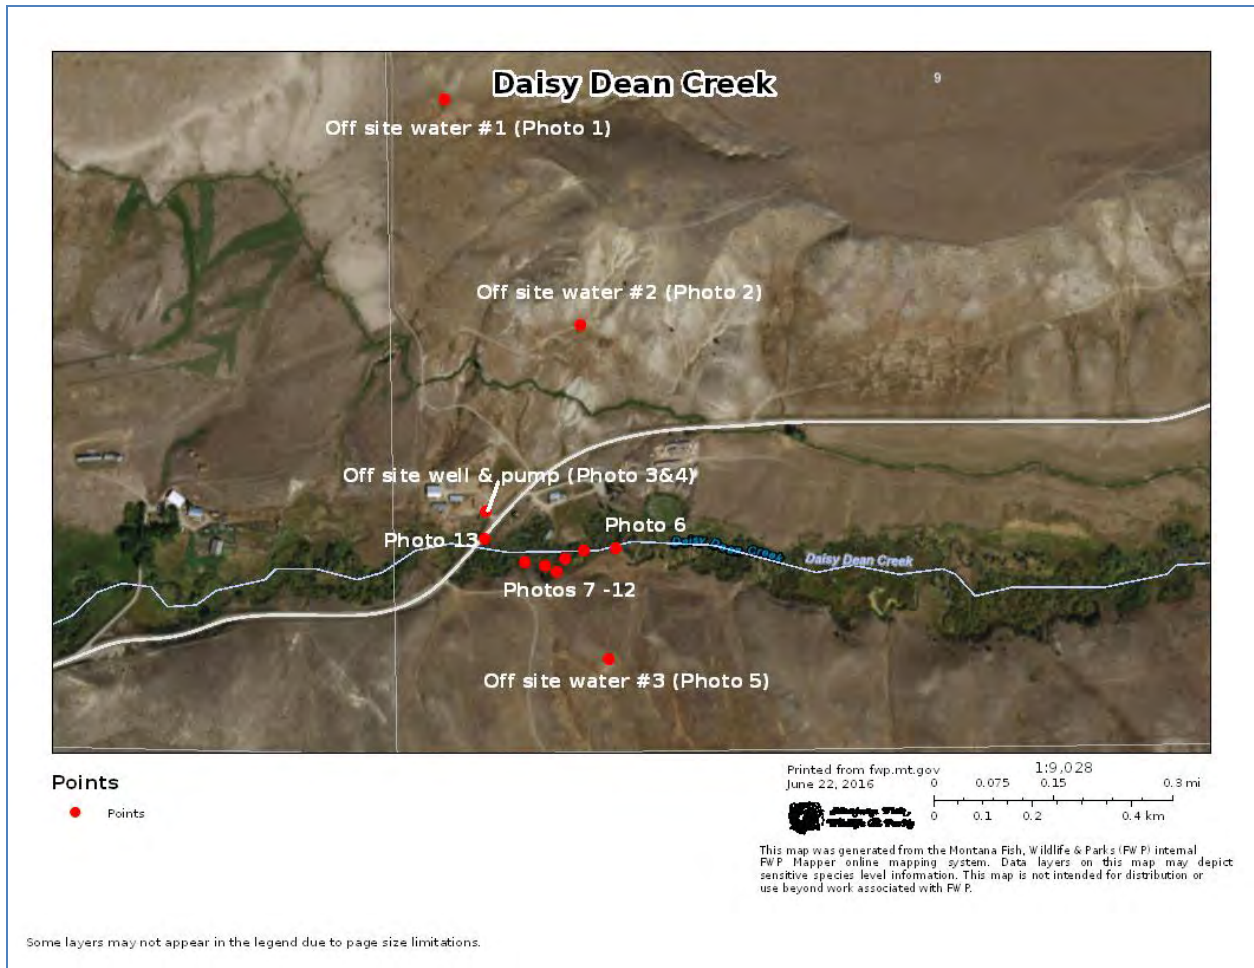 Daisy Dean Creek
9
Off site water #1 (Photo 1)
Off site water #2 (Photo 2)
Off site well & pump (Photo 3&4)
Photo 13
Photo 6
Daisy Dean Creek
Daisy Dean Creek
Photos 7 -12
Off site water #3 (Photo 5)
Points
Points
Printed from fwp.mt.gov
June 22, 2016
1:9,028
0 0.075 0.15 0.3 mi
0 0.1 0.2 0.4 km
Montana Fish,
Wildlife & Parks
This map was generated from the Montana Fish, Wildlife & Parks (FWP) internal
FWP Mapper online mapping system. Data layers on this map may depict
sensitive species level information. This map is not intended for distribution or
use beyond work associated with FWP.
Some layers may not appear in the legend due to page size limitations.